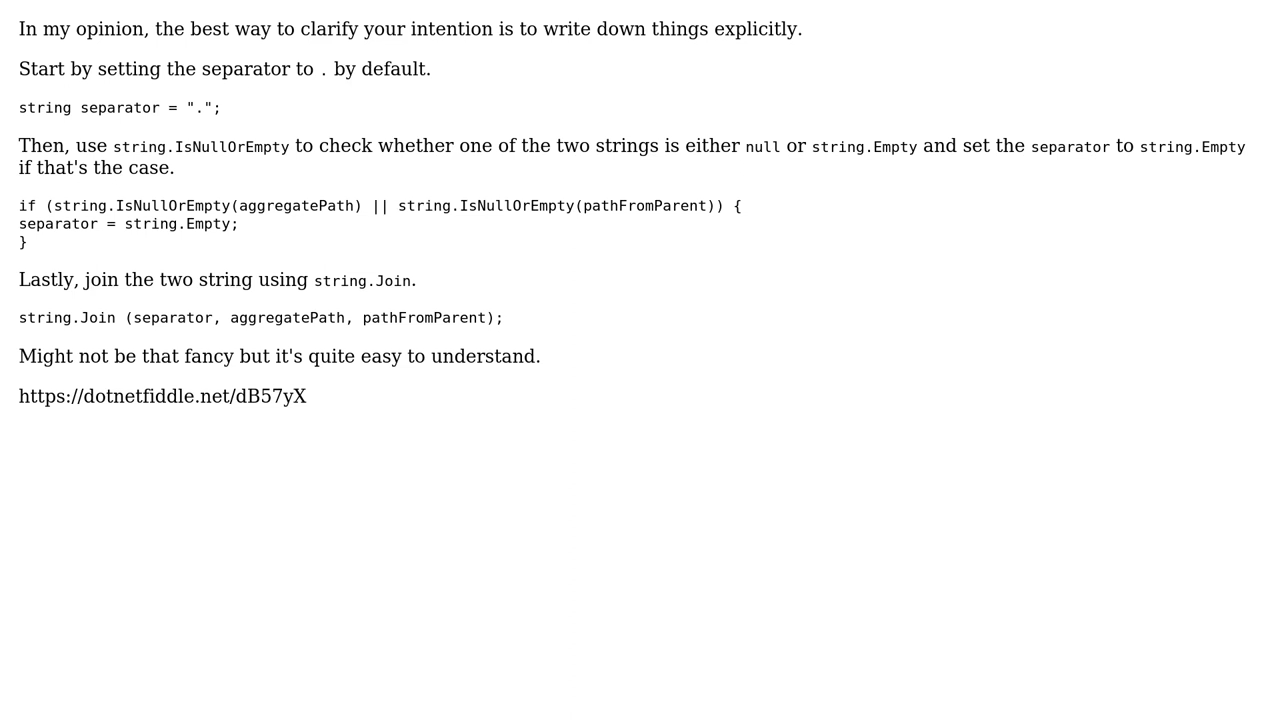 In my opinion, the best way to clarify your intention is to write down things explicitly.
Start by setting the separator to . by default.
string separator = ".";
Then, use string.IsNullOrEmpty to check whether one of the two strings is either null or string.Empty and set the separator to string.Empty
if that's the case.
if (string.IsNullOrEmpty(aggregatePath) || string.IsNullOrEmpty(pathFromParent)) {
separator = string.Empty;
}
Lastly, join the two string using string.Join.
string.Join (separator, aggregatePath, pathFromParent);
Might not be that fancy but it's quite easy to understand.
https://dotnetfiddle.net/dB57yX